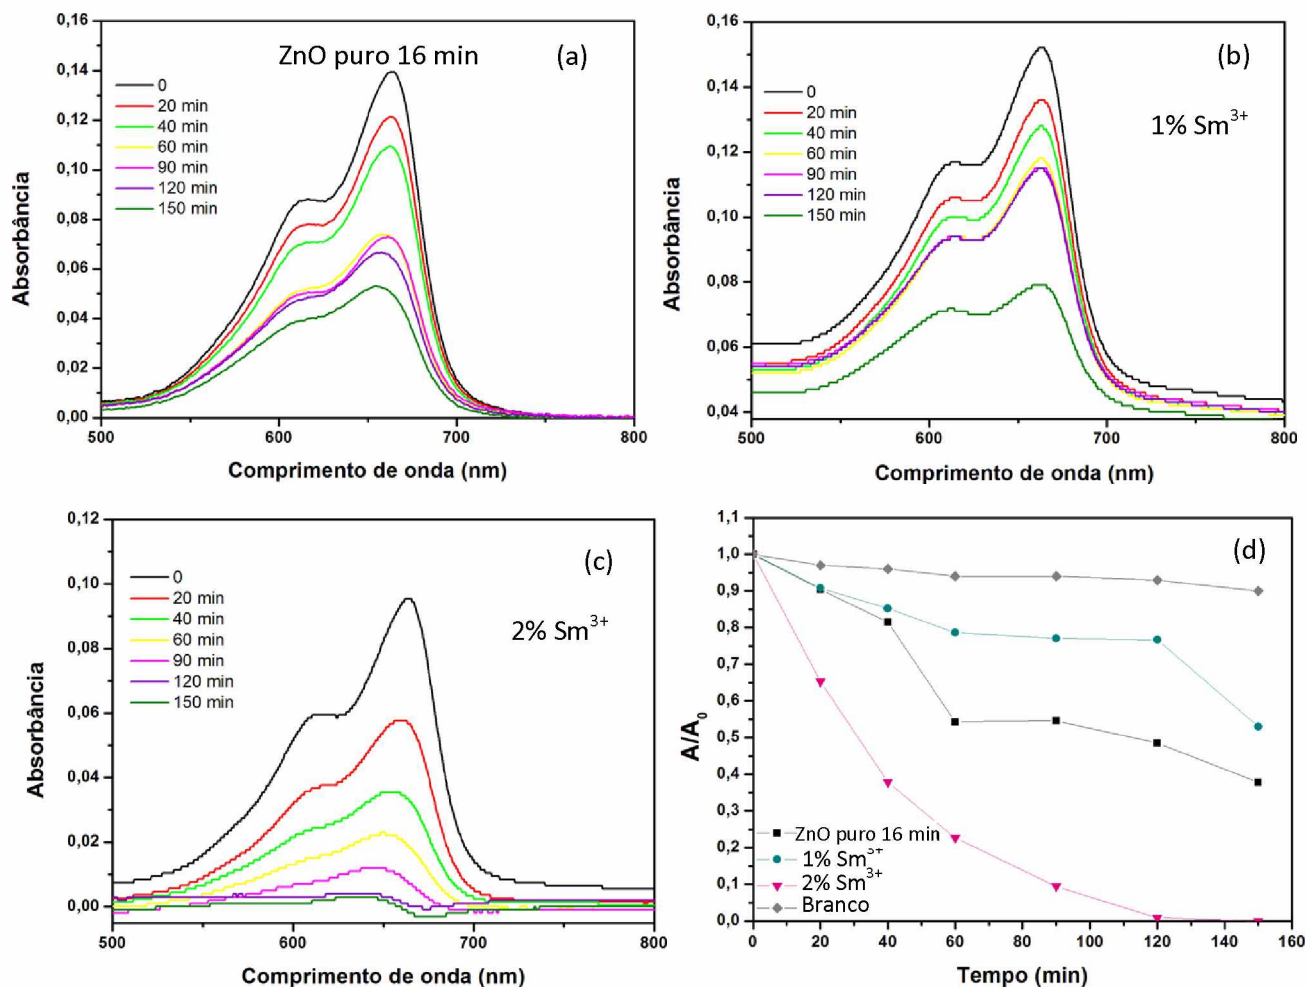 0,16
0,14
0,12
0,10
0,08
0,06
0,04
0,02
0,00
Absorbância
ZnO puro 16 min
(a)
0
20 min
40 min
60 min
90 min
120 min
150 min
500
600
700
800
Comprimento de onda (nm)
0,16
0,14
0,12
0,10
0,08
0,06
0,04
Absorbância
(b)
1% Sm³⁺
0
20 min
40 min
60 min
90 min
120 min
150 min
500
600
700
800
Comprimento de onda (nm)
0,12
0,10
0,08
0,06
0,04
0,02
0,00
Absorbância
(c)
2% Sm³⁺
0
20 min
40 min
60 min
90 min
120 min
150 min
500
600
700
800
Comprimento de onda (nm)
1,1
1,0
0,9
0,8
0,7
0,6
0,5
0,4
0,3
0,2
0,1
0,0
A/A₀
(d)
ZnO puro 16 min
1% Sm³⁺
2% Sm³⁺
Branco
0
20
40
60
80
100
120
140
160
Tempo (min)